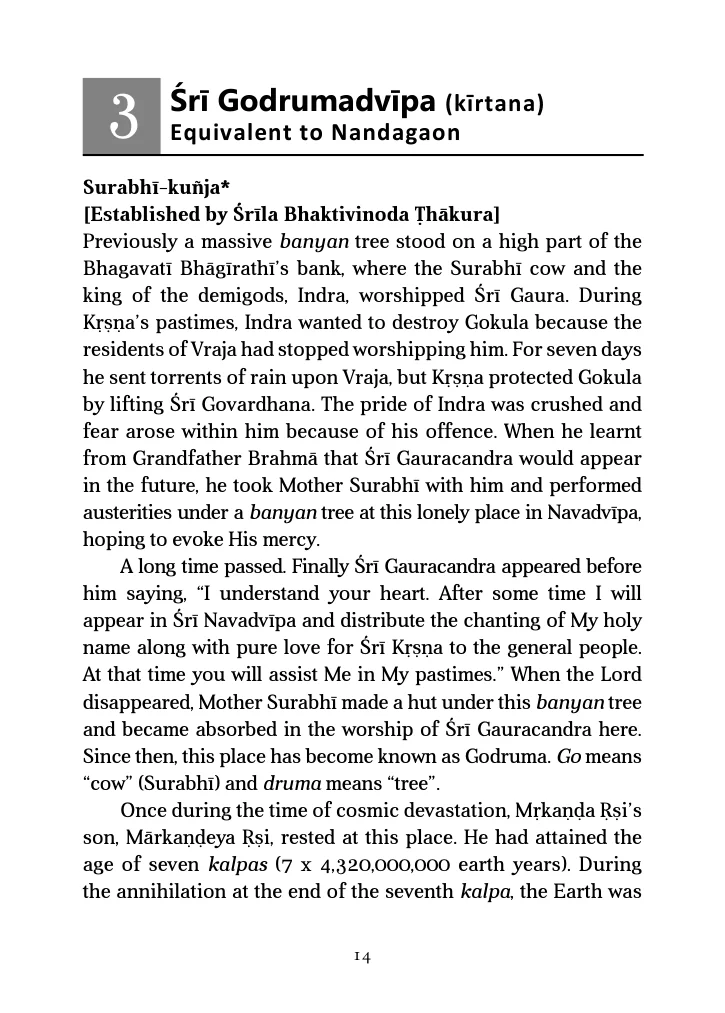 3
Śrī Godrumadvīpa (kīrtana)
Equivalent to Nandagaon
Surabhī-kuñja*
[Established by Śrīla Bhaktivinoda Ṭhākura]
Previously a massive banyan tree stood on a high part of the
Bhagavatī Bhāgīrathī’s bank, where the Surabhī cow and the
king of the demigods, Indra, worshipped Śrī Gaura. During
Kṛṣṇa’s pastimes, Indra wanted to destroy Gokula because the
residents of Vraja had stopped worshipping him. For seven days
he sent torrents of rain upon Vraja, but Kṛṣṇa protected Gokula
by lifting Śrī Govardhana. The pride of Indra was crushed and
fear arose within him because of his offence. When he learnt
from Grandfather Brahmā that Śrī Gauracandra would appear
in the future, he took Mother Surabhī with him and performed
austerities under a banyan tree at this lonely place in Navadvīpa,
hoping to evoke His mercy.
A long time passed. Finally Śrī Gauracandra appeared before
him saying, “I understand your heart. After some time I will
appear in Śrī Navadvīpa and distribute the chanting of My holy
name along with pure love for Śrī Kṛṣṇa to the general people.
At that time you will assist Me in My pastimes.” When the Lord
disappeared, Mother Surabhī made a hut under this banyan tree
and became absorbed in the worship of Śrī Gauracandra here.
Since then, this place has become known as Godruma. Go means
“cow” (Surabhī) and druma means “tree”.
Once during the time of cosmic devastation, Mṛkaṇḍa Ṛṣi’s
son, Mārkaṇḍeya Ṛṣi, rested at this place. He had attained the
age of seven kalpas (7 x 4,320,000,000 earth years). During
the annihilation at the end of the seventh kalpa, the Earth was
14